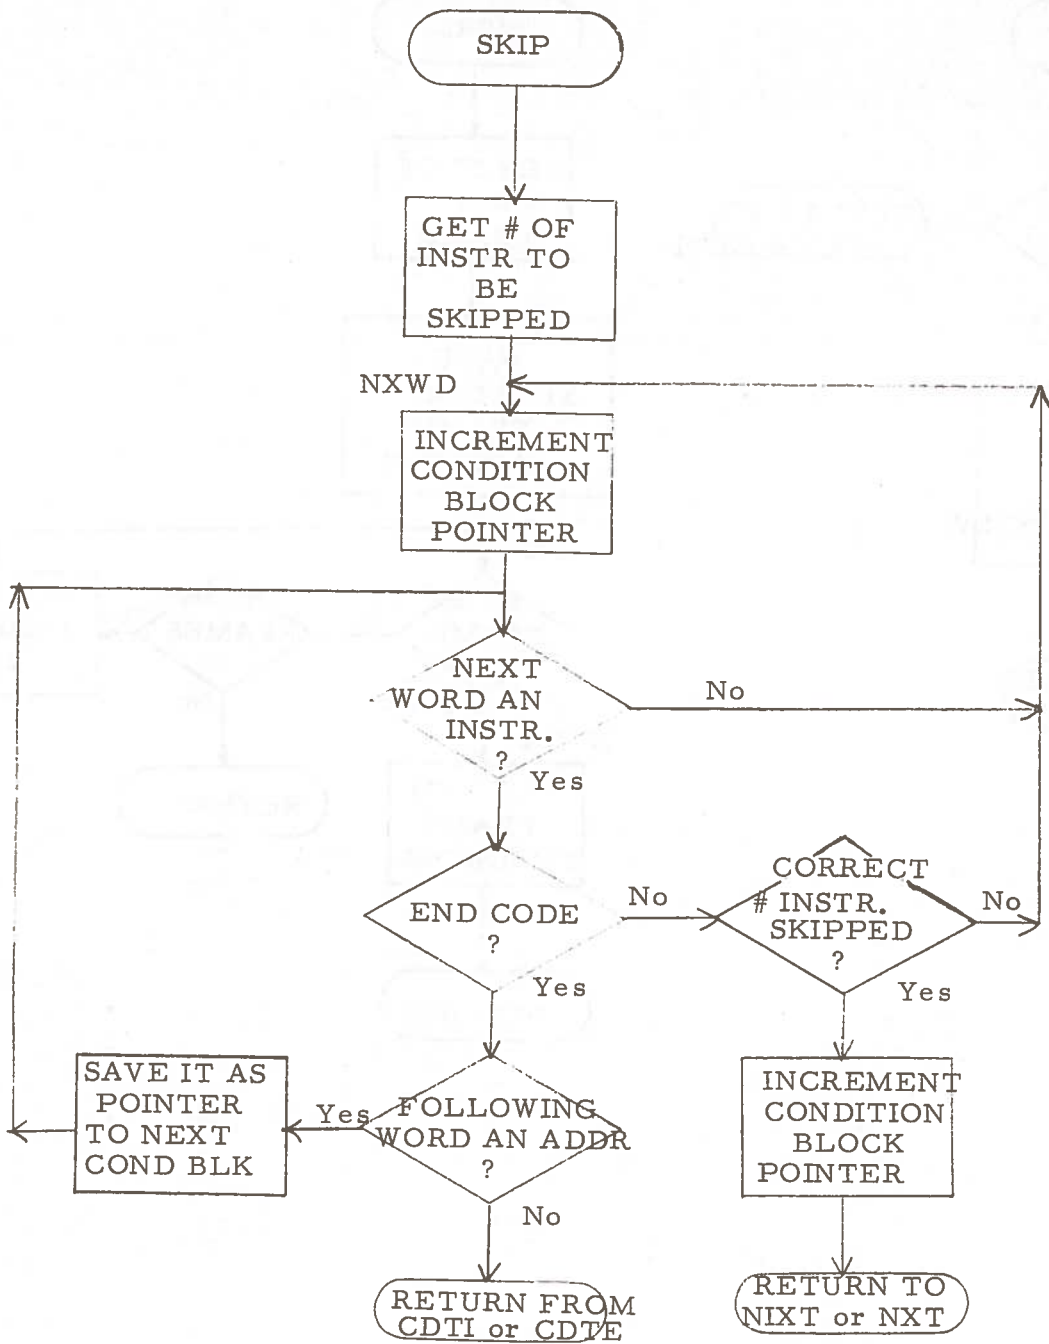 SKIP
GET # OF
INSTR TO
BE
SKIPPED
NXWD
INCREMENT
CONDITION
BLOCK
POINTER
NEXT
WORD AN
INSTR.
?
No
Yes
END CODE
?
No
Yes
CORRECT
# INSTR.
SKIPPED
?
No
Yes
SAVE IT AS
POINTER
TO NEXT
COND BLK
Yes
FOLLOWING
WORD AN ADDR
?
No
INCREMENT
CONDITION
BLOCK
POINTER
RETURN FROM
CDTI or CDTE
RETURN TO
NIXT or NXT